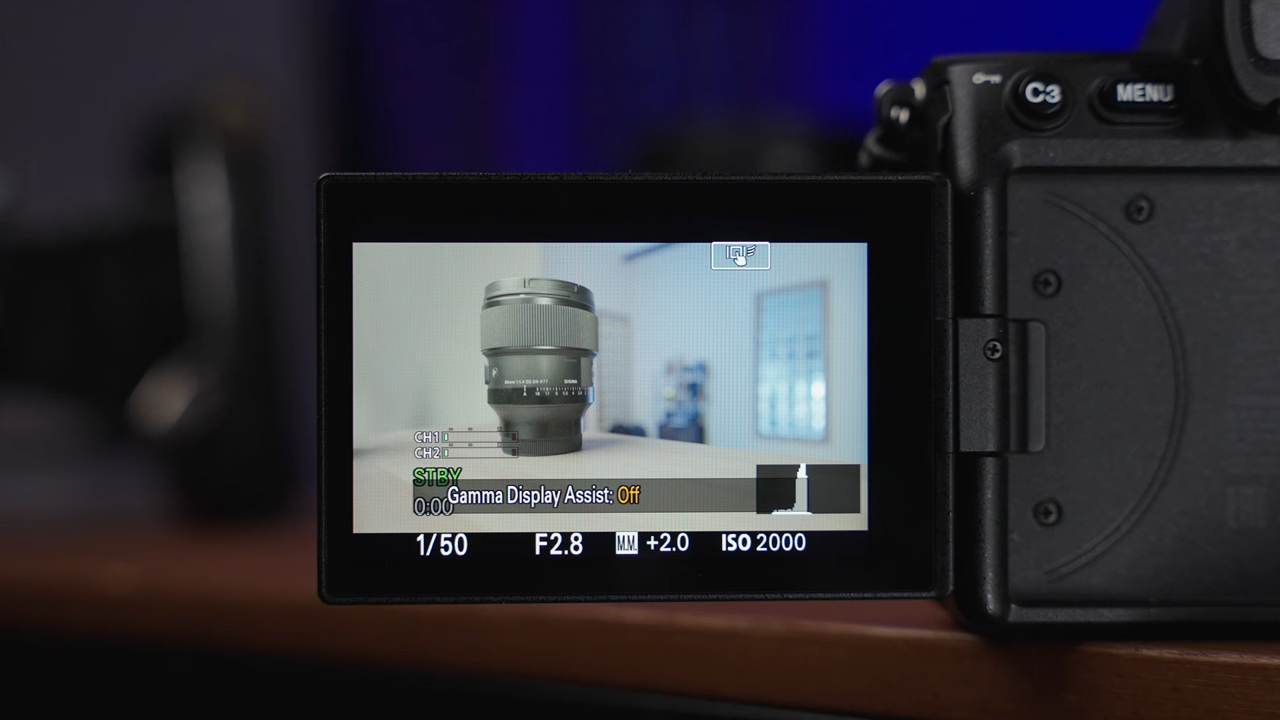 C3
MENU
SIGMA
CH1
CH2
STBY
0:00
Gamma Display Assist: Off
1/50
F2.8
M.M.
+2.0
ISO 2000